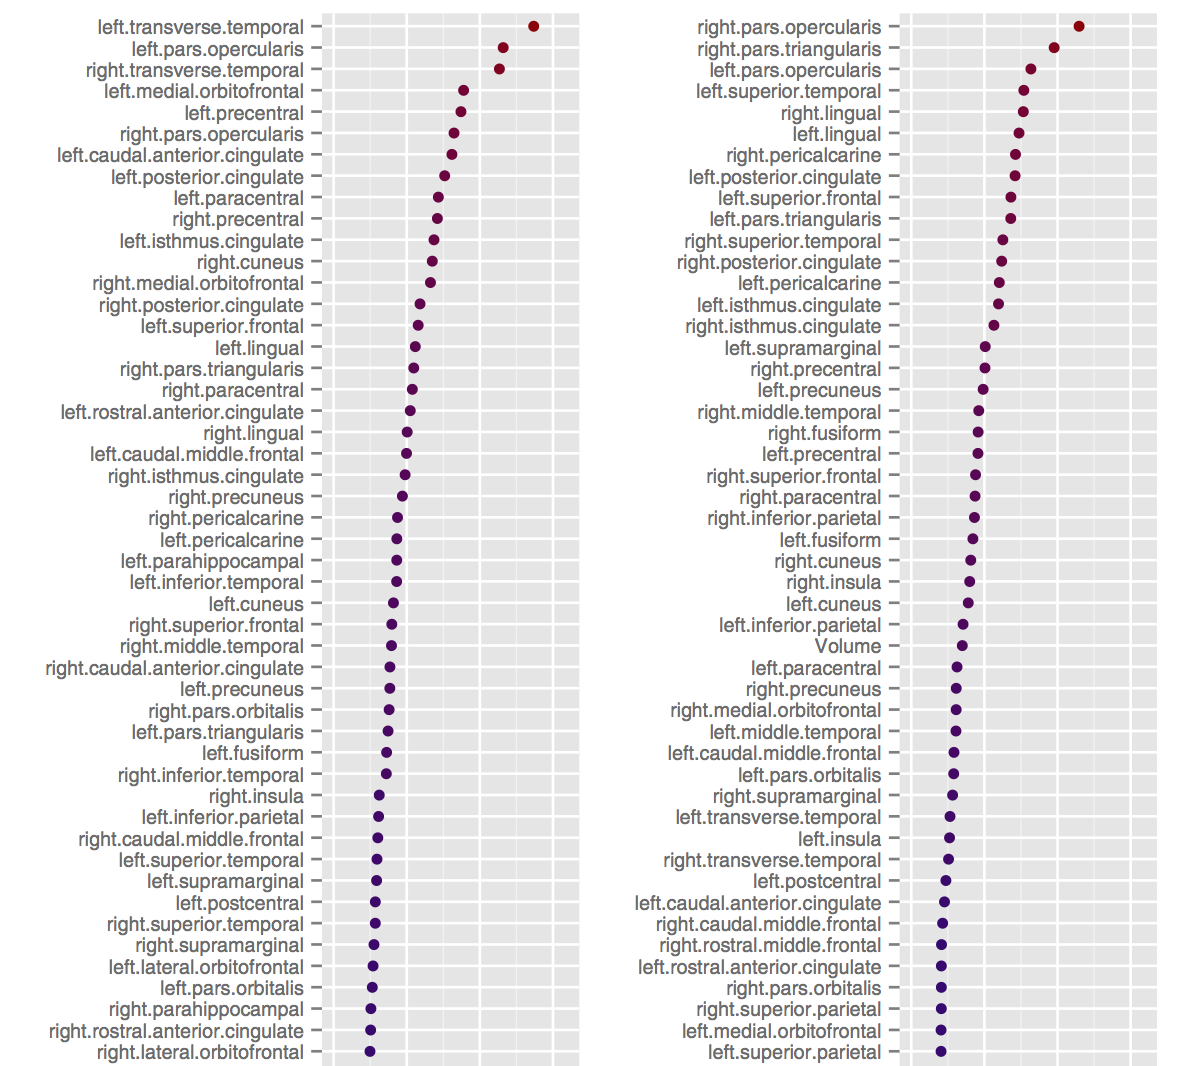 left.transverse.temporal
left.pars.opercularis
right.transverse.temporal
left.medial.orbitofrontal
left.precentral
right.pars.opercularis
left.caudal.anterior.cingulate
left.posterior.cingulate
left.paracentral
right.precentral
left.isthmus.cingulate
right.cuneus
right.medial.orbitofrontal
right.posterior.cingulate
left.superior.frontal
left.lingual
right.pars.triangularis
right.paracentral
left.rostral.anterior.cingulate
right.lingual
left.caudal.middle.frontal
right.isthmus.cingulate
right.precuneus
right.pericalcarine
left.pericalcarine
left.parahippocampal
left.inferior.temporal
left.cuneus
right.superior.frontal
right.middle.temporal
right.caudal.anterior.cingulate
left.precuneus
right.pars.orbitalis
left.pars.triangularis
left.fusiform
right.inferior.temporal
right.insula
left.inferior.parietal
right.caudal.middle.frontal
left.superior.temporal
left.supramarginal
left.postcentral
right.superior.temporal
right.supramarginal
left.lateral.orbitofrontal
left.pars.orbitalis
right.parahippocampal
right.rostral.anterior.cingulate
right.lateral.orbitofrontal
right.pars.opercularis
right.pars.triangularis
left.pars.opercularis
left.superior.temporal
right.lingual
left.lingual
right.pericalcarine
left.posterior.cingulate
left.superior.frontal
left.pars.triangularis
right.superior.temporal
right.posterior.cingulate
left.pericalcarine
left.isthmus.cingulate
right.isthmus.cingulate
left.supramarginal
right.precentral
left.precuneus
right.middle.temporal
right.fusiform
left.precentral
right.superior.frontal
right.paracentral
right.inferior.parietal
left.fusiform
right.cuneus
right.insula
left.cuneus
left.inferior.parietal
Volume
left.paracentral
right.precuneus
right.medial.orbitofrontal
left.middle.temporal
left.caudal.middle.frontal
left.pars.orbitalis
right.supramarginal
left.transverse.temporal
left.insula
right.transverse.temporal
left.postcentral
left.caudal.anterior.cingulate
right.caudal.middle.frontal
right.rostral.middle.frontal
left.rostral.anterior.cingulate
right.pars.orbitalis
right.superior.parietal
left.medial.orbitofrontal
left.superior.parietal